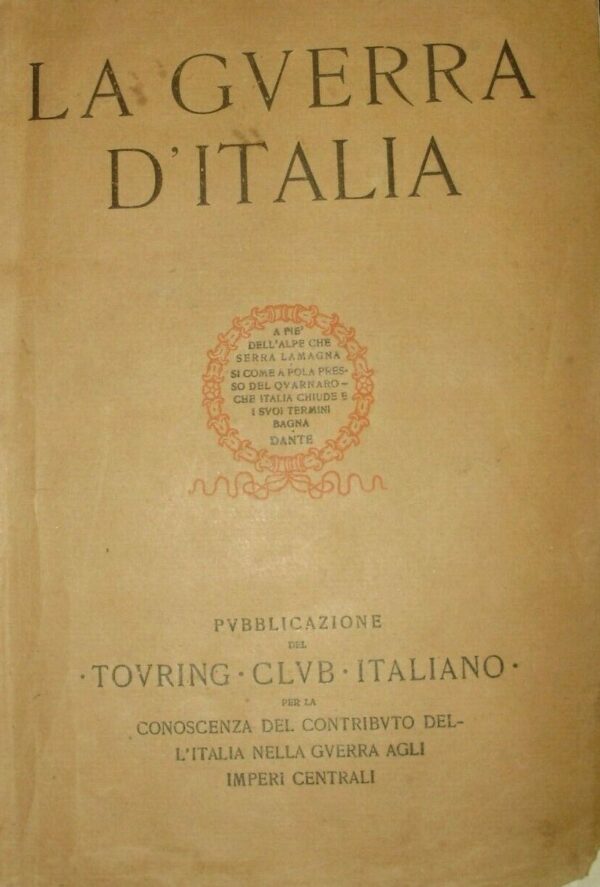 LA GVERRA
D'ITALIA
A PIE'
DELL'ALPE CHE
SERRA LAMAGNA
SI COME A POLA PRES-
SO DEL QVARNARO-
CHE ITALIA CHIUDE E
I SVOI TERMINI
BAGNA
DANTE
PVBBLICAZIONE
DEL
·TOVRING·CLVB·ITALIANO·
PER LA
CONOSCENZA DEL CONTRIBVTO DEL-
L'ITALIA NELLA GVERRA AGLI
IMPERI CENTRALI